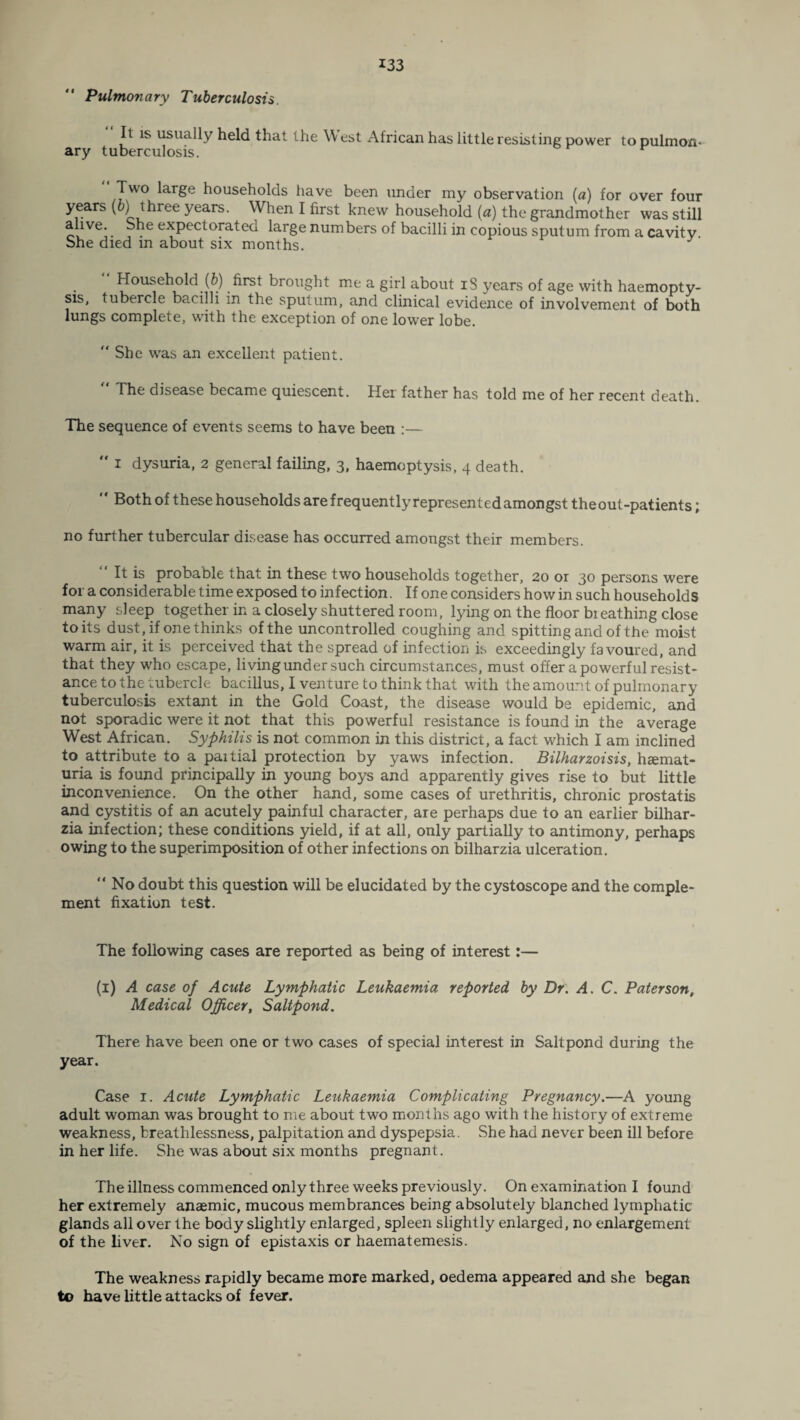 133
" Pulmonary Tuberculosis.
" It is usually held that the West African has little resisting power to pulmon-
ary tuberculosis.
" Two large households have been under my observation (a) for over four
years (b) three years. When I first knew household (a) the grandmother was still
alive. She expectorated large numbers of bacilli in copious sputum from a cavity.
She died in about six months.
" Household (b) first brought me a girl about 18 years of age with haemopty-
sis, tubercle bacilli in the sputum, and clinical evidence of involvement of both
lungs complete, with the exception of one lower lobe.
" She was an excellent patient.
" The disease became quiescent. Her father has told me of her recent death.
The sequence of events seems to have been :—
" 1 dysuria, 2 general failing, 3, haemoptysis, 4 death.
" Both of these households are frequently represented amongst the out-patients;
no further tubercular disease has occurred amongst their members.
" It is probable that in these two households together, 20 or 30 persons were
for a considerable time exposed to infection. If one considers how in such households
many sleep together in a closely shuttered room, lying on the floor breathing close
to its dust, if one thinks of the uncontrolled coughing and spitting and of the moist
warm air, it is perceived that the spread of infection is exceedingly favoured, and
that they who escape, living under such circumstances, must offer a powerful resist-
ance to the tubercle bacillus, I venture to think that with the amount of pulmonary
tuberculosis extant in the Gold Coast, the disease would be epidemic, and
not sporadic were it not that this powerful resistance is found in the average
West African. Syphilis is not common in this district, a fact which I am inclined
to attribute to a partial protection by yaws infection. Bilharzoisis, hæmat-
uria is found principally in young boys and apparently gives rise to but little
inconvenience. On the other hand, some cases of urethritis, chronic prostatis
and cystitis of an acutely painful character, are perhaps due to an earlier bilhar-
zia infection; these conditions yield, if at all, only partially to antimony, perhaps
owing to the superimposition of other infections on bilharzia ulceration.
" No doubt this question will be elucidated by the cystoscope and the comple-
ment fixation test.
The following cases are reported as being of interest :—
(1) A case of Acute Lymphatic Leukaemia reported by Dr. A. C. Paterson,
Medical Officer, Saltpond.
There have been one or two cases of special interest in Saltpond during the
year.
Case 1. Acute Lymphatic Leukaemia Complicating Pregnancy.—A young
adult woman was brought to me about two months ago with the history of extreme
weakness, breathlessness, palpitation and dyspepsia. She had never been ill before
in her life. She was about six months pregnant.
The illness commenced only three weeks previously. On examination I found
her extremely anæmic, mucous membrances being absolutely blanched lymphatic
glands all over the body slightly enlarged, spleen slightly enlarged, no enlargement
of the liver. No sign of epistaxis or haematemesis.
The weakness rapidly became more marked, oedema appeared and she began
to have little attacks of fever.